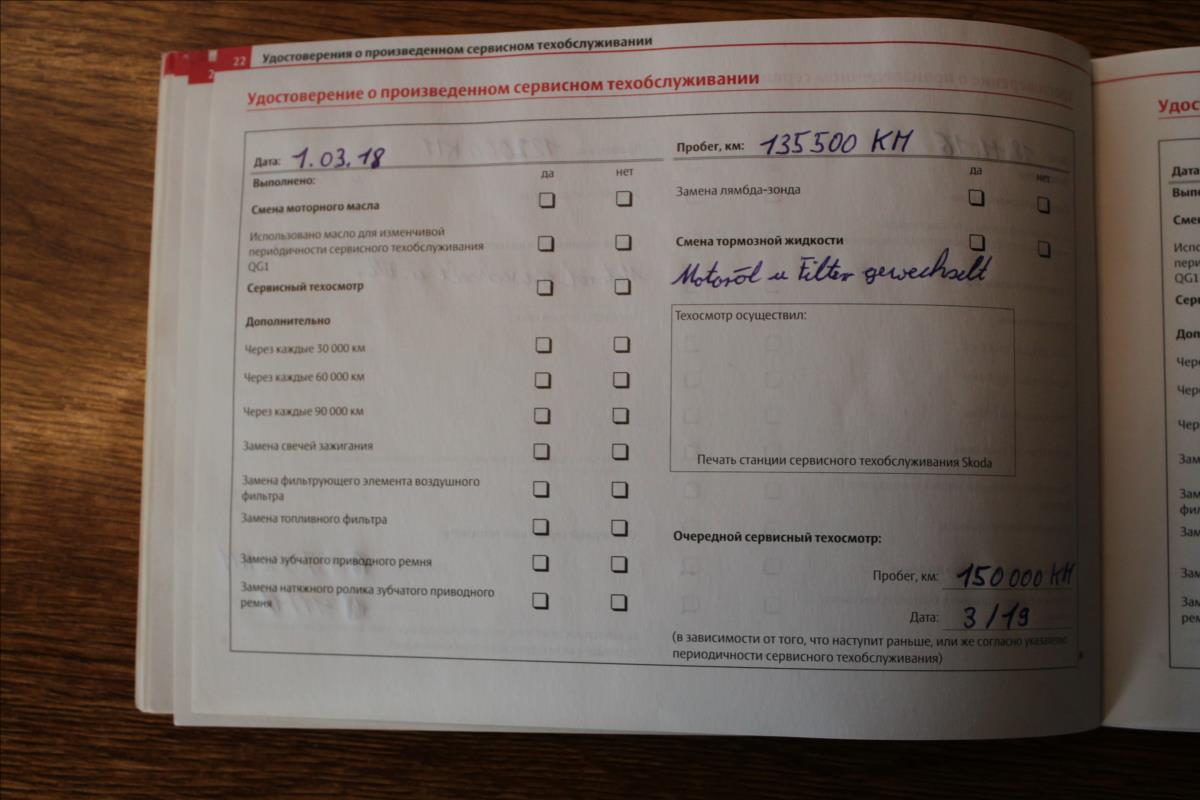 22 Удостоверения о произведенном сервисном техобслуживании
2
Удостоверение о произведенном сервисном техобслуживании
Дата: 1.03.18
Выполнено:
да нет
Смена моторного масла
Использовано масло для изменчивой
периодичности сервисного техобслуживания
QG1
Сервисный техосмотр
Дополнительно
Через каждые 30 000 км
Через каждые 60 000 км
Через каждые 90 000 км
Замена свечей зажигания
Замена фильтрующего элемента воздушного
фильтра
Замена топливного фильтра
Замена зубчатого приводного ремня
Замена натяжного ролика зубчатого приводного
ремня
Пробег, км: 135500 KM
да нет
Замена лямбда-зонда
Смена тормозной жидкости
Motoröl u Filter gewechselt
Техосмотр осуществил:
Печать станции сервисного техобслуживания Skoda
Очередной сервисный техосмотр:
Пробег, км: 150000 KM
Дата: 3/19
(в зависимости от того, что наступит раньше, или же согласно указателю
периодичности сервисного техобслуживания)
Дата
QG1